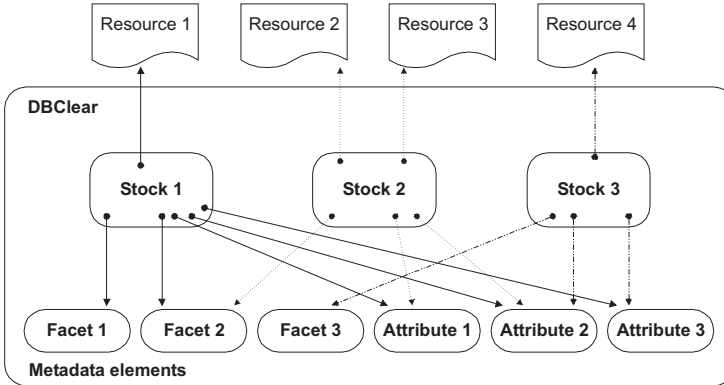 Resource 1
Resource 2
Resource 3
Resource 4
DBClear
Stock 1
Stock 2
Stock 3
Facet 1
Facet 2
Facet 3
Attribute 1
Attribute 2
Attribute 3
Metadata elements